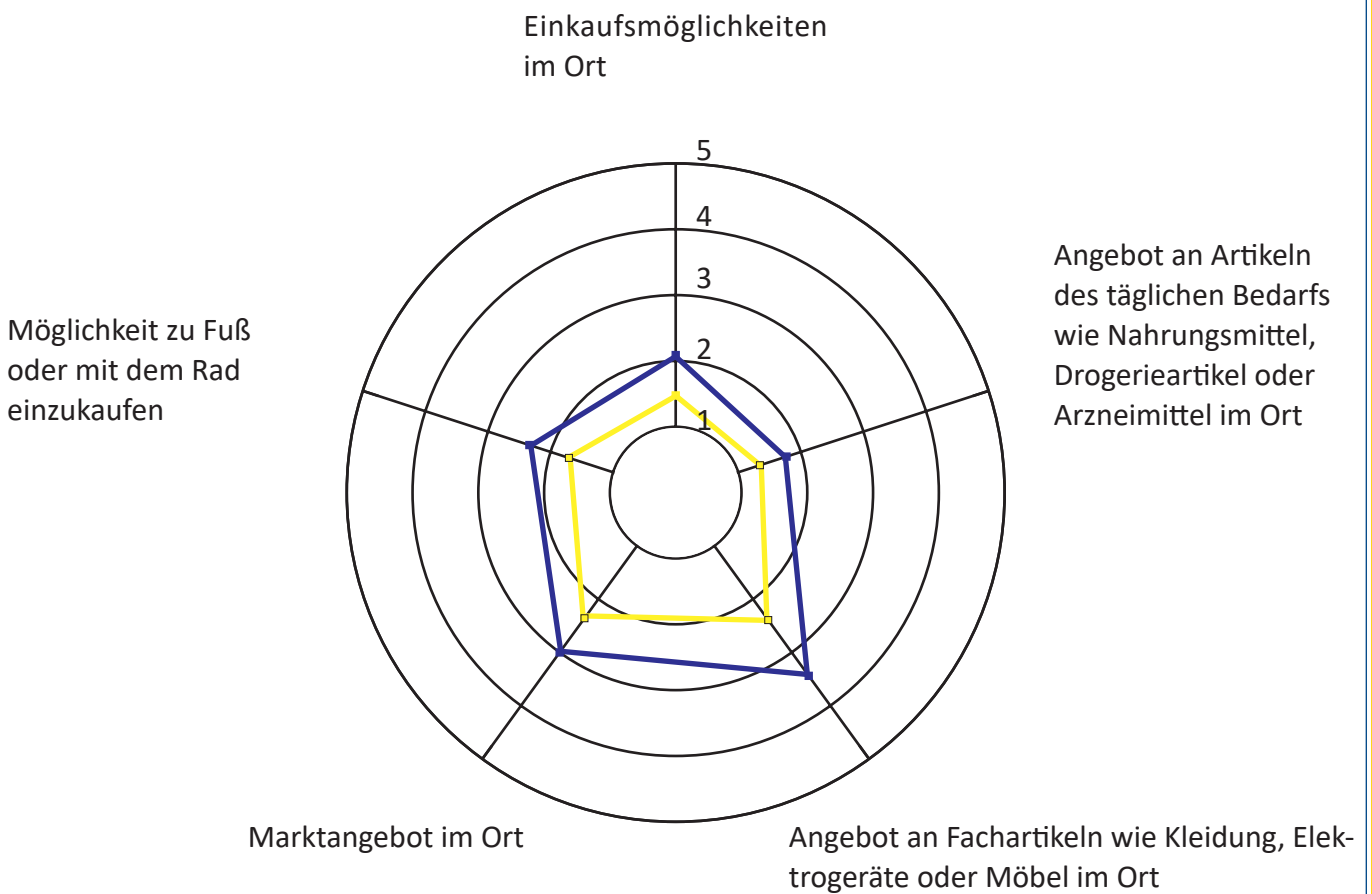 Einkaufsmöglichkeiten
im Ort
5
4
3
2
1
Angebot an Artikeln
des täglichen Bedarfs
wie Nahrungsmittel,
Drogerieartikel oder
Arzneimittel im Ort
Möglichkeit zu Fuß
oder mit dem Rad
einzukaufen
Marktangebot im Ort
Angebot an Fachartikeln wie Kleidung, Elek-
trogeräte oder Möbel im Ort